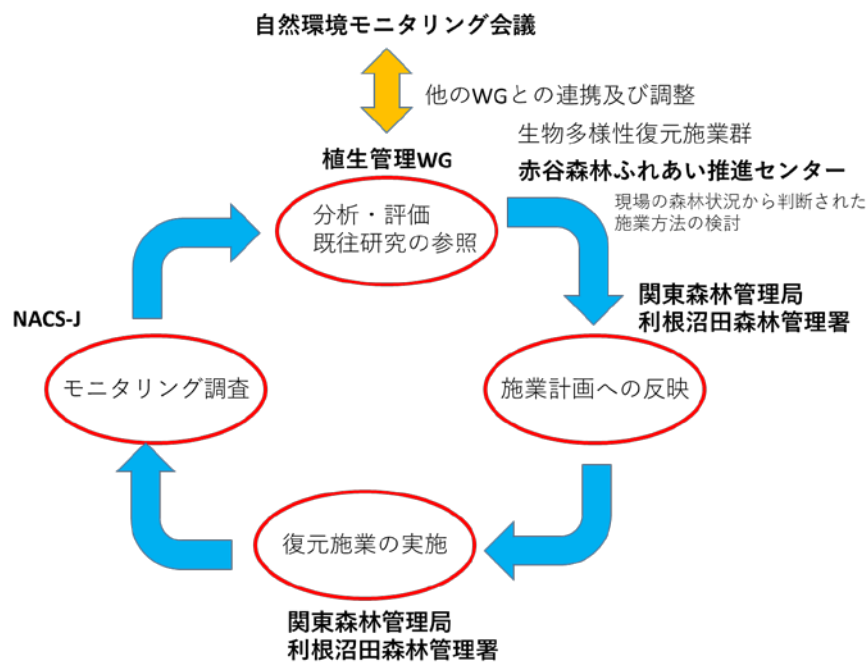 自然環境モニタリング会議
他のWGとの連携及び調整
生物多様性復元施業群
植生管理WG
赤谷森林ふれあい推進センター
現場の森林状況から判断された
施業方法の検討
分析・評価
既往研究の参照
関東森林管理局
利根沼田森林管理署
NACS-J
モニタリング調査
施業計画への反映
復元施業の実施
関東森林管理局
利根沼田森林管理署